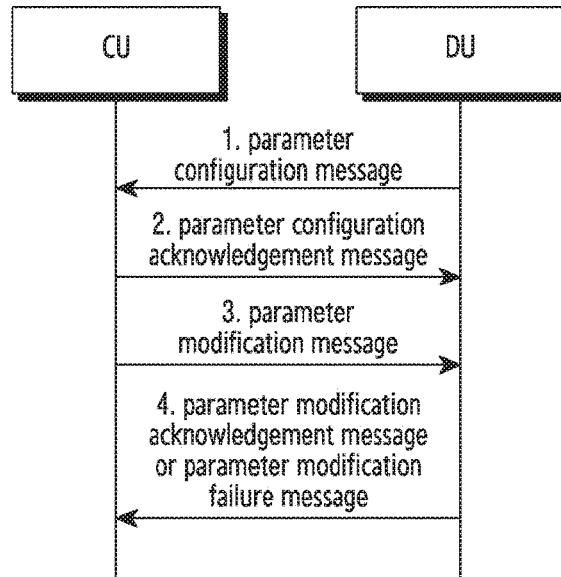 CU
DU
1. parameter
configuration message
2. parameter configuration
acknowledgement message
3. parameter
modification message
4. parameter modification
acknowledgement message
or parameter modification
failure message